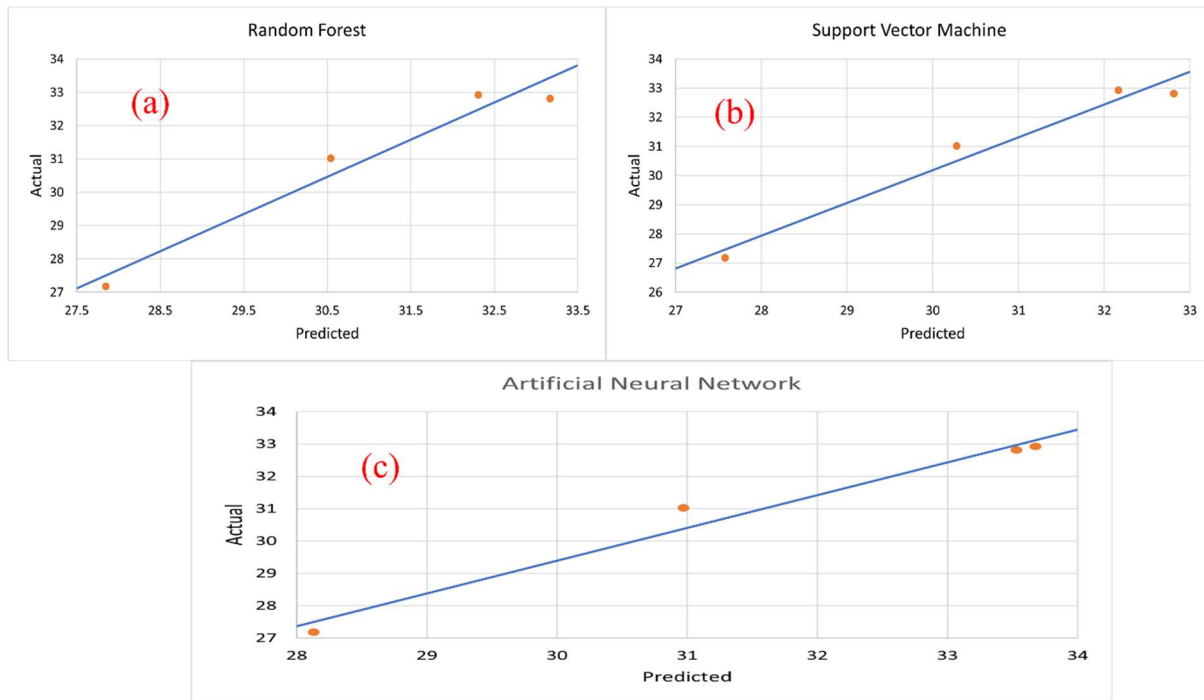 Random Forest
34
33
32
31
30
29
28
27
27.5 28.5 29.5 30.5 31.5 32.5 33.5
Actual
Predicted
(a)
Support Vector Machine
34
33
32
31
30
29
28
27
26
27 28 29 30 31 32 33
Actual
Predicted
(b)
Artificial Neural Network
34
33
32
31
30
29
28
27
28 29 30 31 32 33 34
Actual
Predicted
(c)